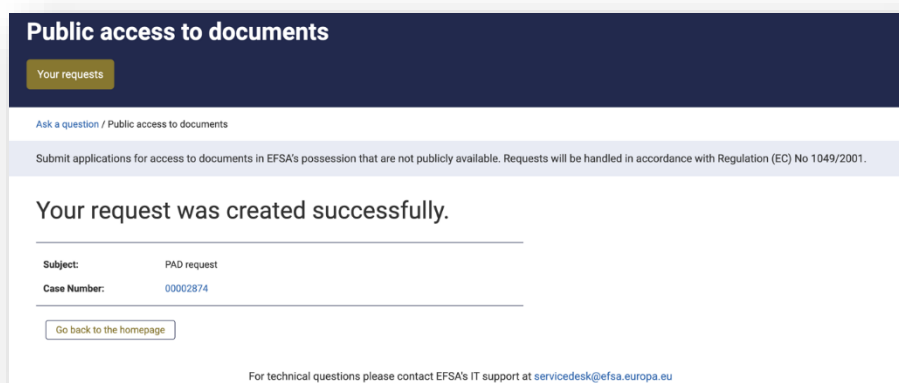 Public access to documents
Your requests
Ask a question / Public access to documents
Submit applications for access to documents in EFSA's possession that are not publicly available. Requests will be handled in accordance with Regulation (EC) No 1049/2001.
Your request was created successfully.
Subject: PAD request
Case Number: 00002874
Go back to the homepage
For technical questions please contact EFSA's IT support at servicedesk@efsa.europa.eu